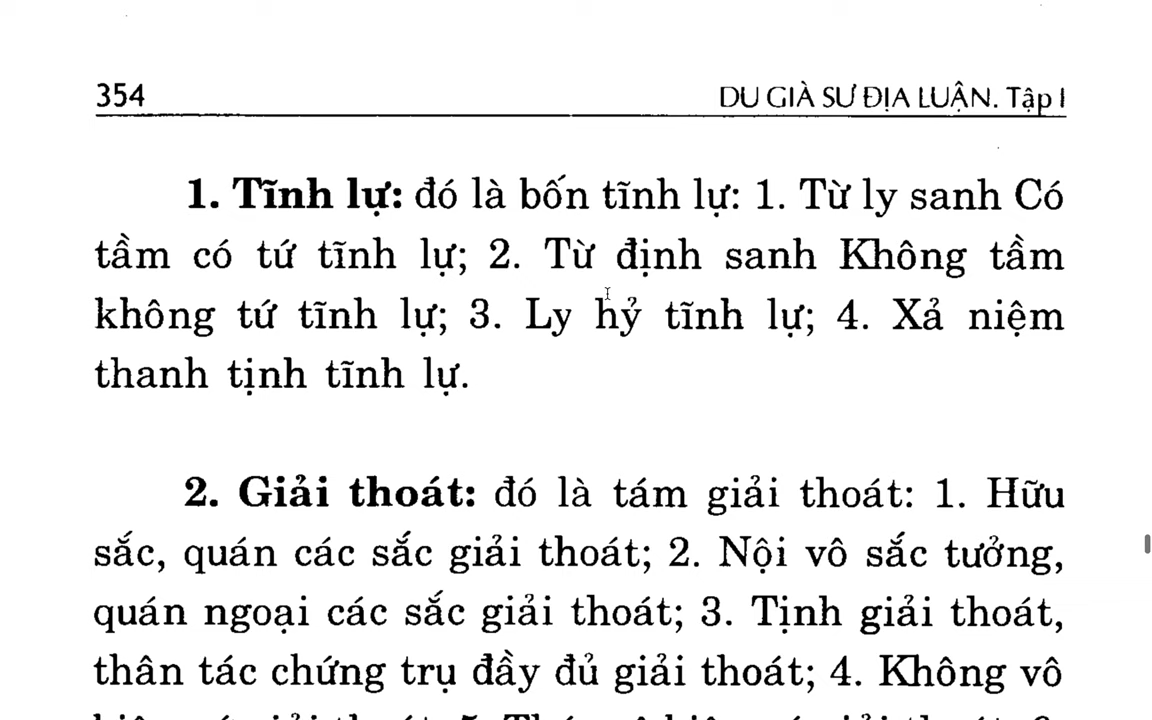 354
DU GIÀ SƯ ĐỊA LUẬN. Tập I
1. Tĩnh lự: đó là bốn tĩnh lự: 1. Từ ly sanh Có
tầm có tứ tĩnh lự; 2. Từ định sanh Không tầm
không tứ tĩnh lự; 3. Ly hỷ tĩnh lự; 4. Xả niệm
thanh tịnh tĩnh lự.
2. Giải thoát: đó là tám giải thoát: 1. Hữu
sắc, quán các sắc giải thoát; 2. Nội vô sắc tưởng,
quán ngoại các sắc giải thoát; 3. Tịnh giải thoát,
thân tác chứng trụ đầy đủ giải thoát; 4. Không vô